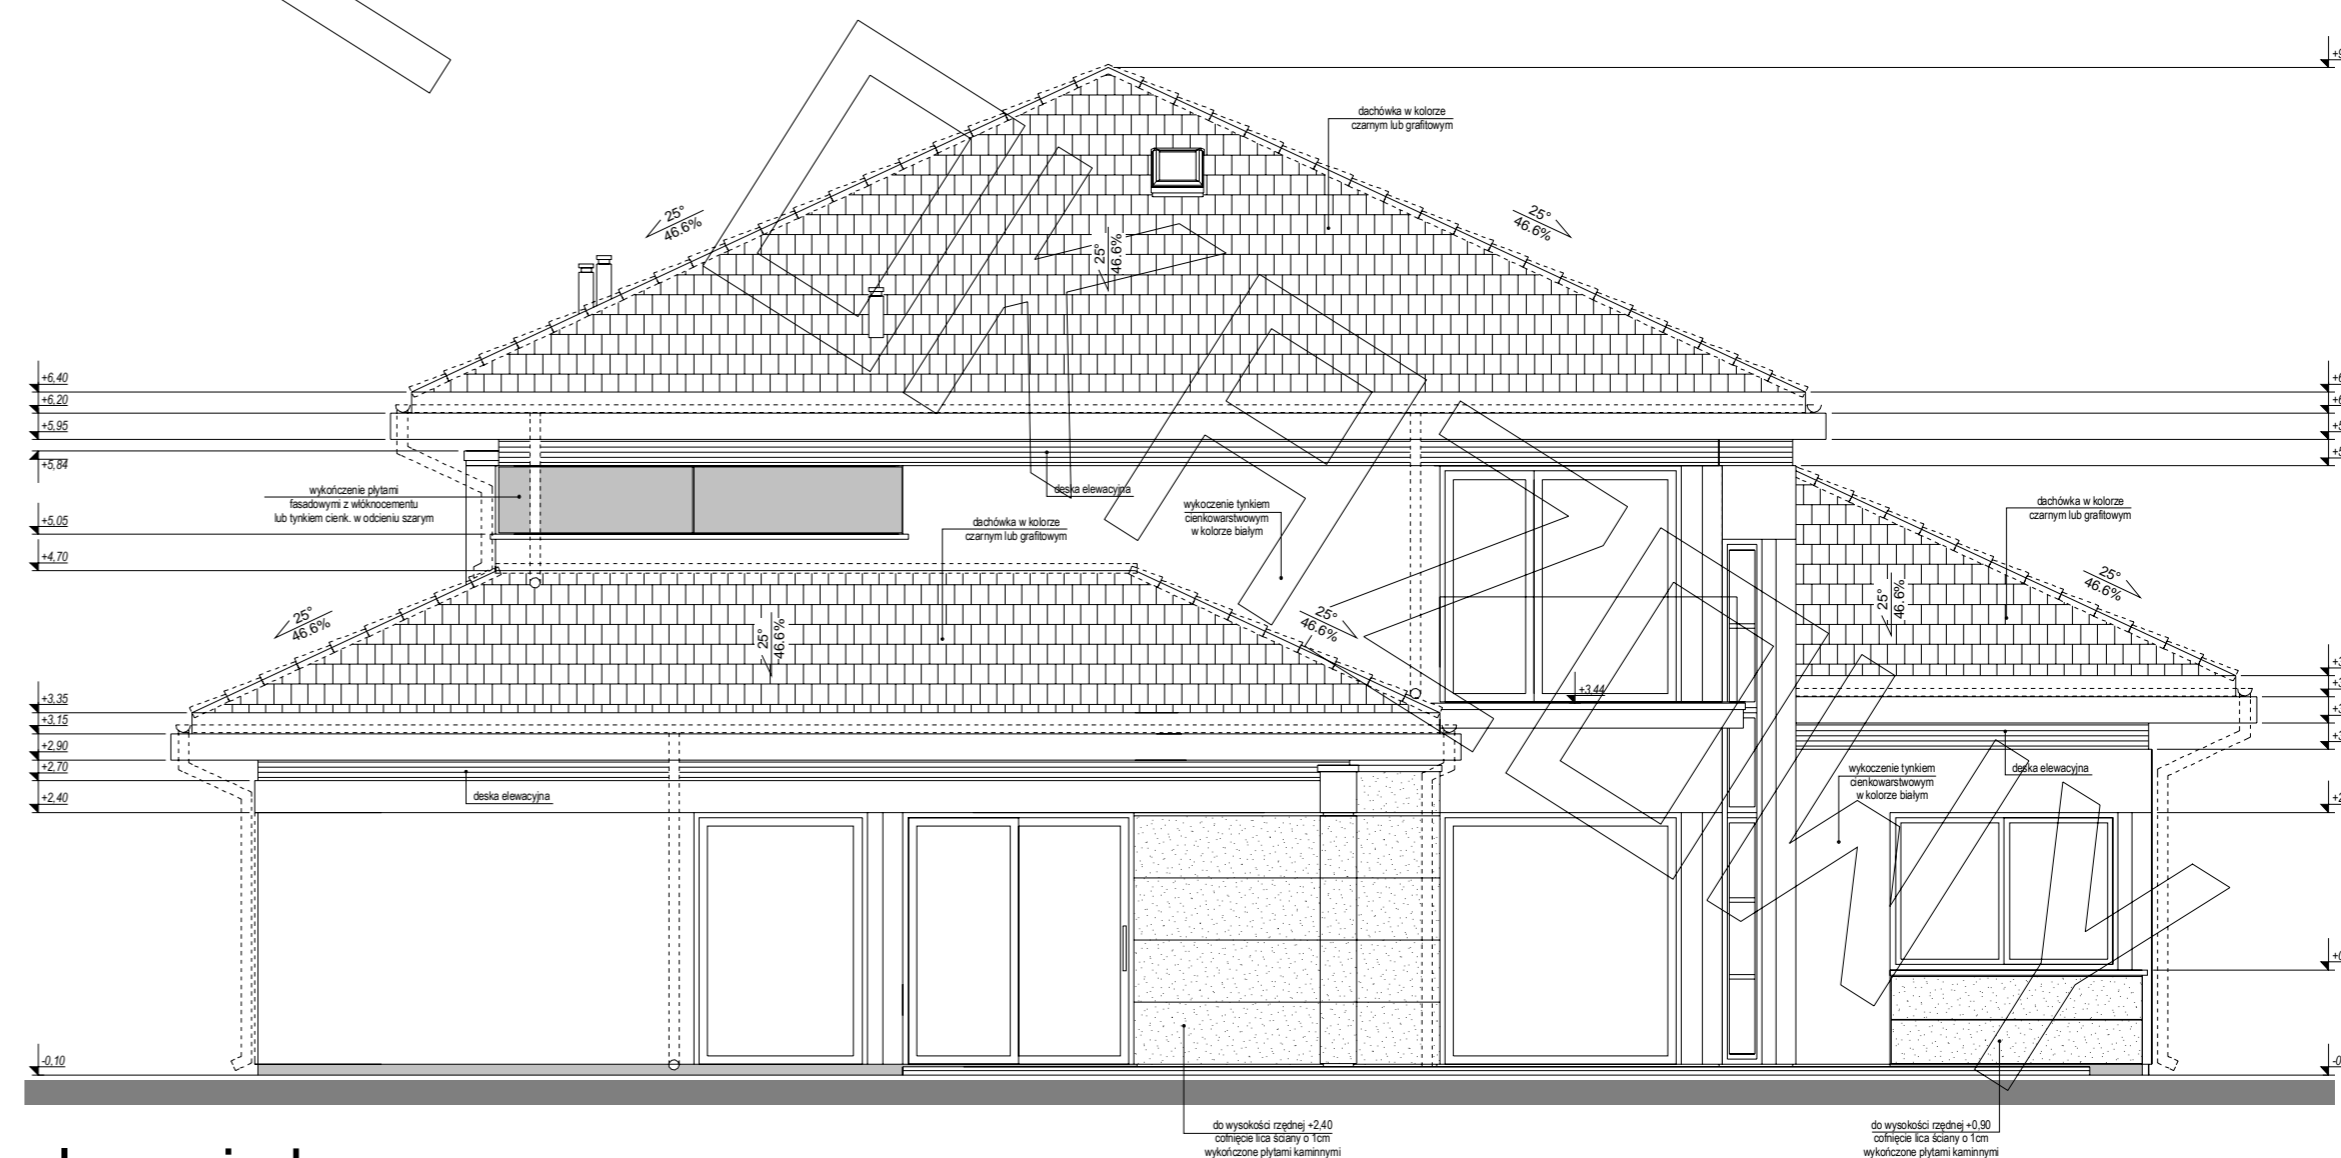 dachówka w kolorze
czarnym lub grafitowym
25°
46.6%
25°
46.6%
25°
46.6%
+6,40
+6,20
+5,95
+5,84
+5,05
+4,70
wykończenie płytami
fasadowymi z włóknocementu
lub tynkiem cienk. w odcieniu szarym
deska elewacyjna
dachówka w kolorze
czarnym lub grafitowym
wykoczenie tynkiem
cienkowarstwowym
w kolorze białym
dachówka w kolorze
czarnym lub grafitowym
25°
46.6%
25°
46.6%
25°
46.6%
25°
46.6%
25°
46.6%
+3,44
+3,35
+3,15
+2,90
+2,70
+2,40
deska elewacyjna
wykoczenie tynkiem
cienkowarstwowym
w kolorze białym
deska elewacyjna
-0,10
do wysokości rzędnej +2,40
cofnięcie lica ściany o 1cm
wykończone płytami kaminnymi
do wysokości rzędnej +0,90
cofnięcie lica ściany o 1cm
wykończone płytami kaminnymi